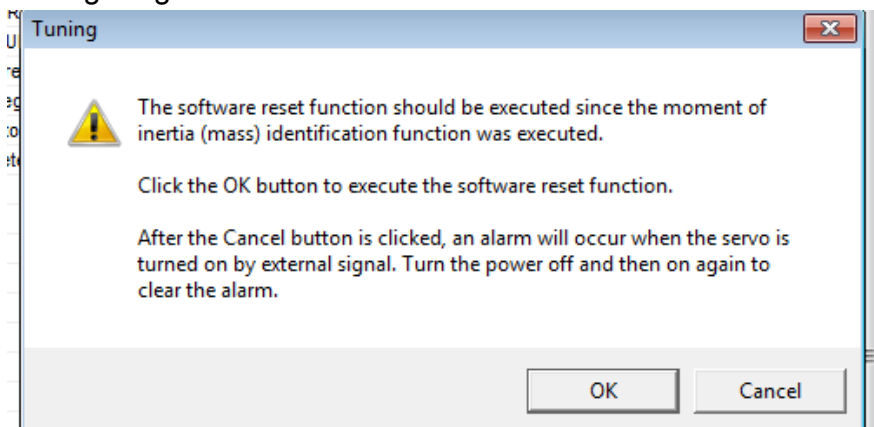 Tuning
The software reset function should be executed since the moment of
inertia (mass) identification function was executed.
Click the OK button to execute the software reset function.
After the Cancel button is clicked, an alarm will occur when the servo is
turned on by external signal. Turn the power off and then on again to
clear the alarm.
OK
Cancel